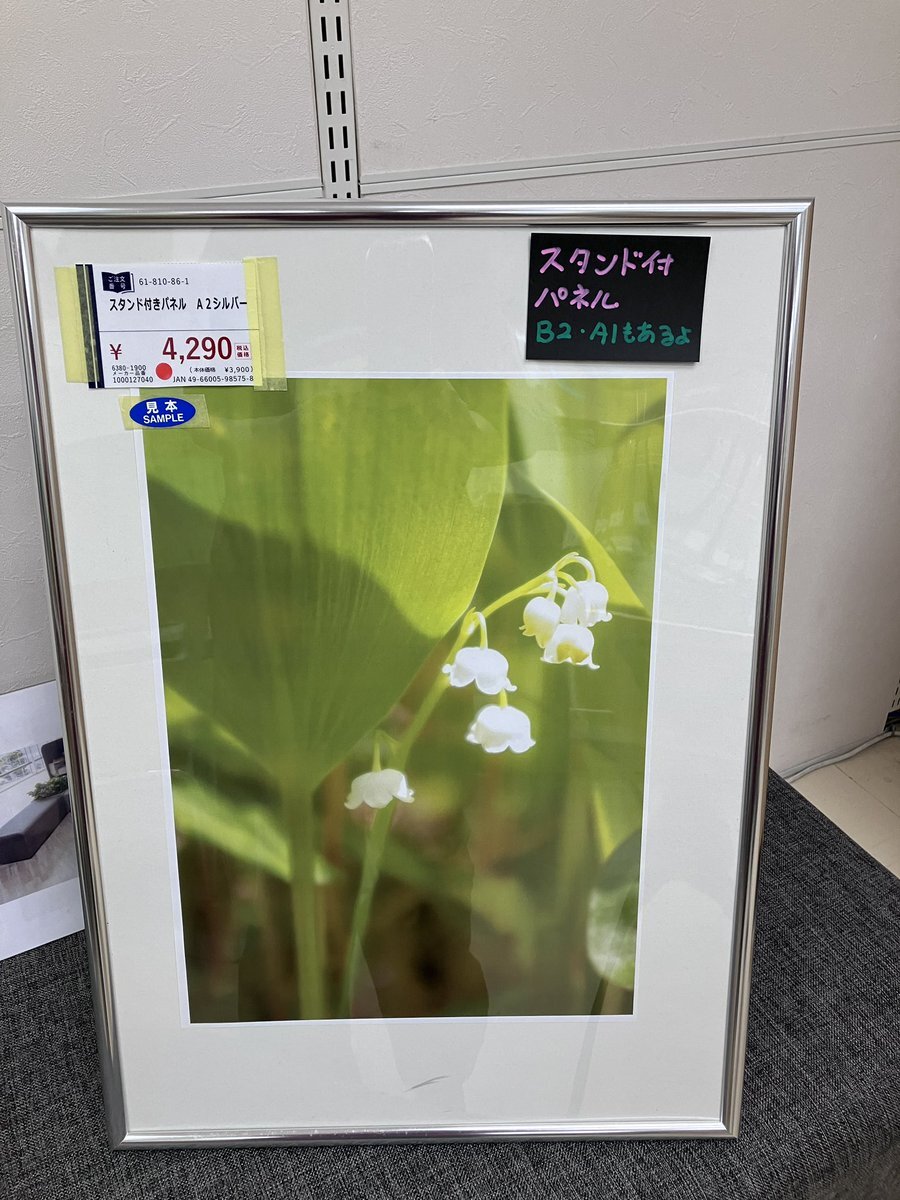 ご注文
番号
61-810-86-1
スタンド付きパネル A2シルバー
¥ 4,290 税込価格
(本体価格 ¥3,900)
6380-1900
メーカー品番
1000127040
JAN 49-66005-98575-8
見本
SAMPLE
スタンド付
パネル
B2・A1もあるよ